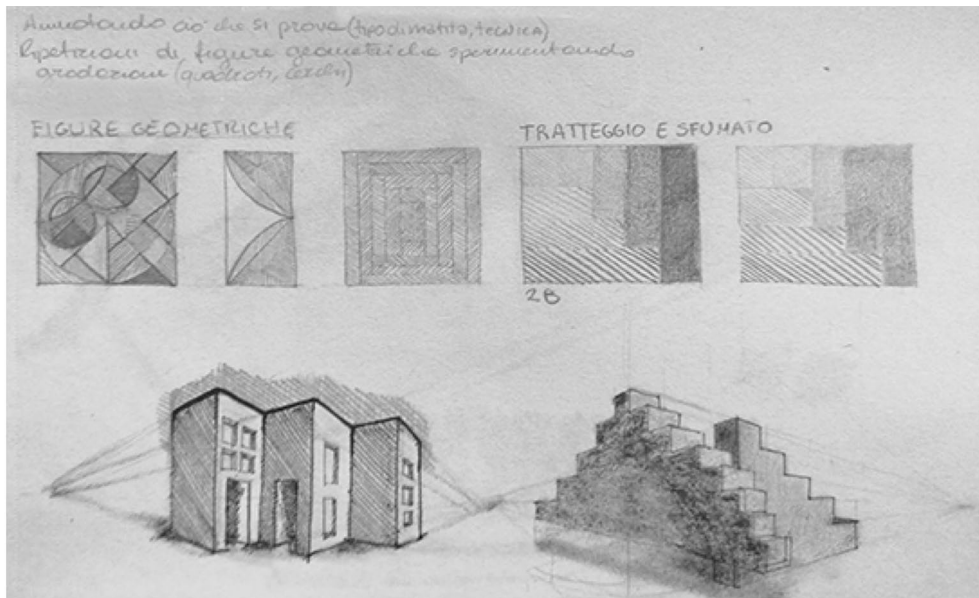 Annotando ciò che si prova (tipo di matita, tecnica)
Ripetizioni di figure geometriche sperimentando
gradazioni (quadrati, cerchi)
FIGURE GEOMETRICHE
TRATTEGGIO E SFUMATO
2B